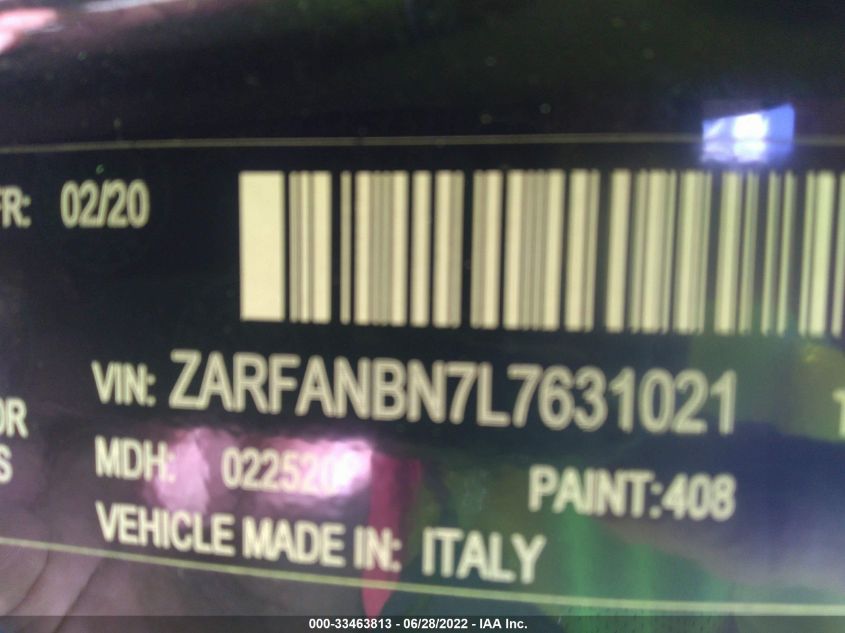 FR: 02/20
VIN: ZARFANBN7L7631021
OR
MDH:
PAINT:408
S
VEHICLE MADE IN: ITALY
000-33463813 - 06/28/2022 - IAA Inc.